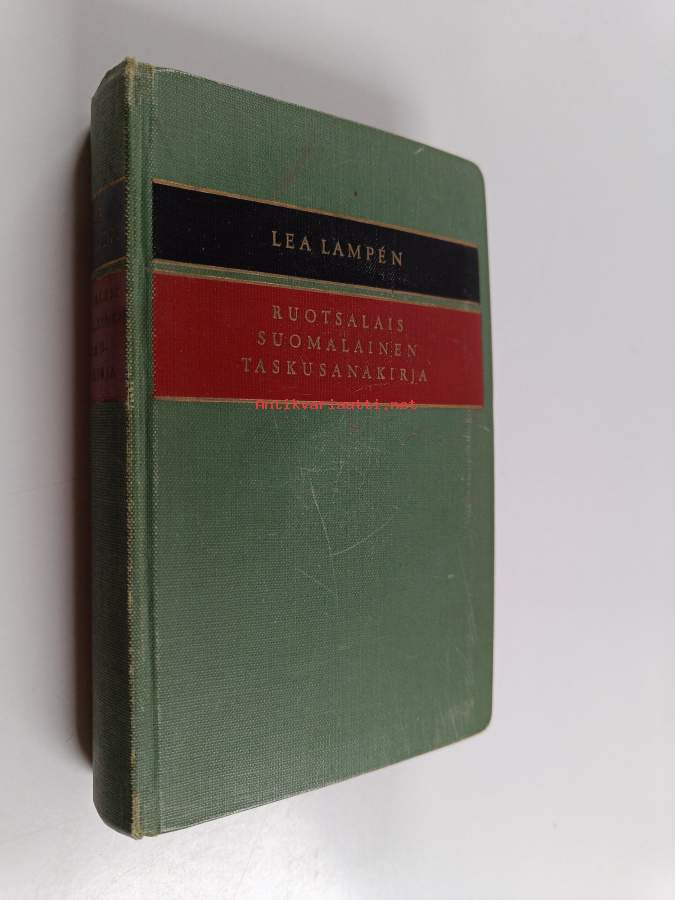 LEA LAMPÉN
RUOTSALAIS
SUOMALAINEN
TASKUSANAKIRJA
Antikvariaatti.net